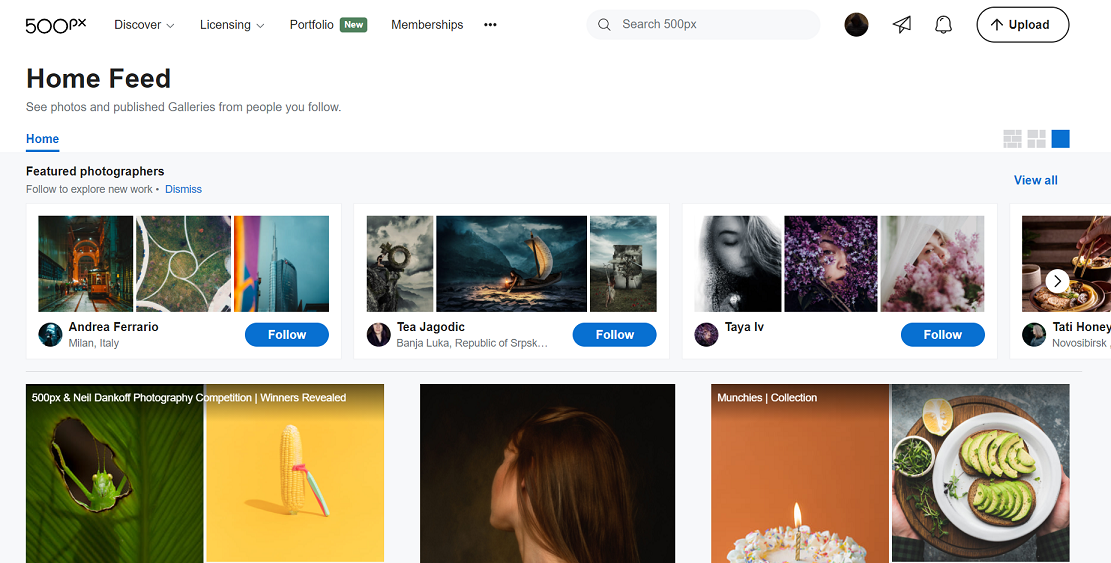 500px
Discover
Licensing
Portfolio New
Memberships
Search 500px
Upload
Home Feed
See photos and published Galleries from people you follow.
Home
Featured photographers
Follow to explore new work • Dismiss
View all
Andrea Ferrario
Milan, Italy
Follow
Tea Jagodic
Banja Luka, Republic of Srpsk…
Follow
Taya Iv
Follow
Tati Honey
Novosibirsk ,
500px & Neil Dankoff Photography Competition | Winners Revealed
Munchies | Collection